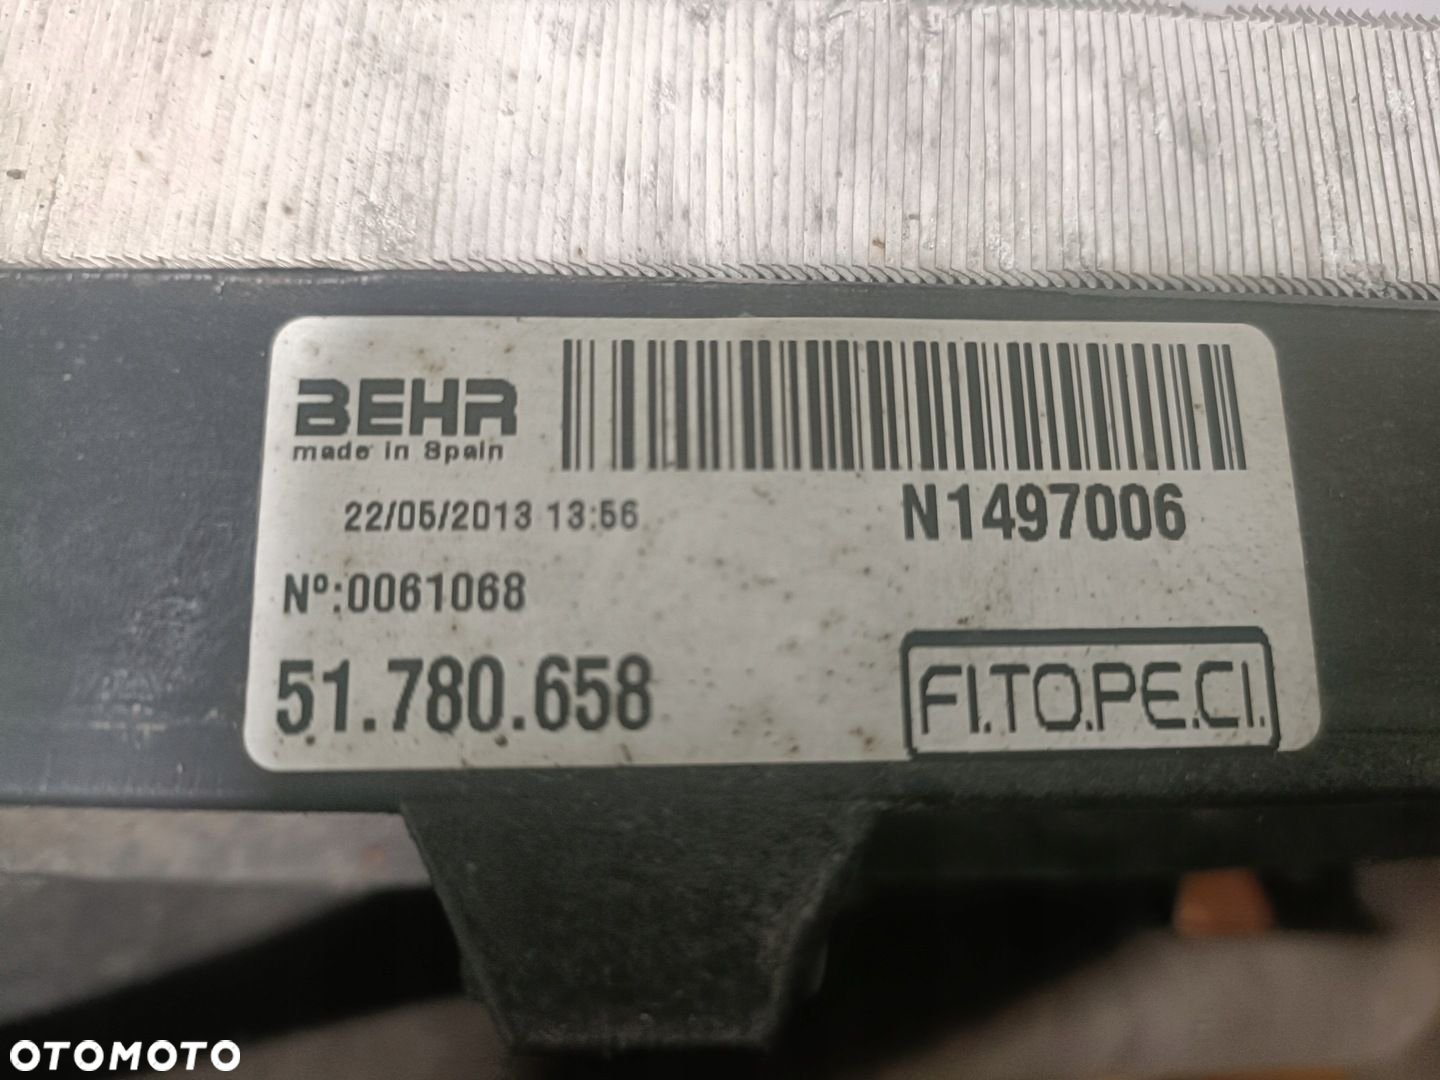 BEHR
made in Spain
22/05/2013 13:56
N1497006
Nº:0061068
51.780.658
FI.TO.PE.CI.
OTOMOTO